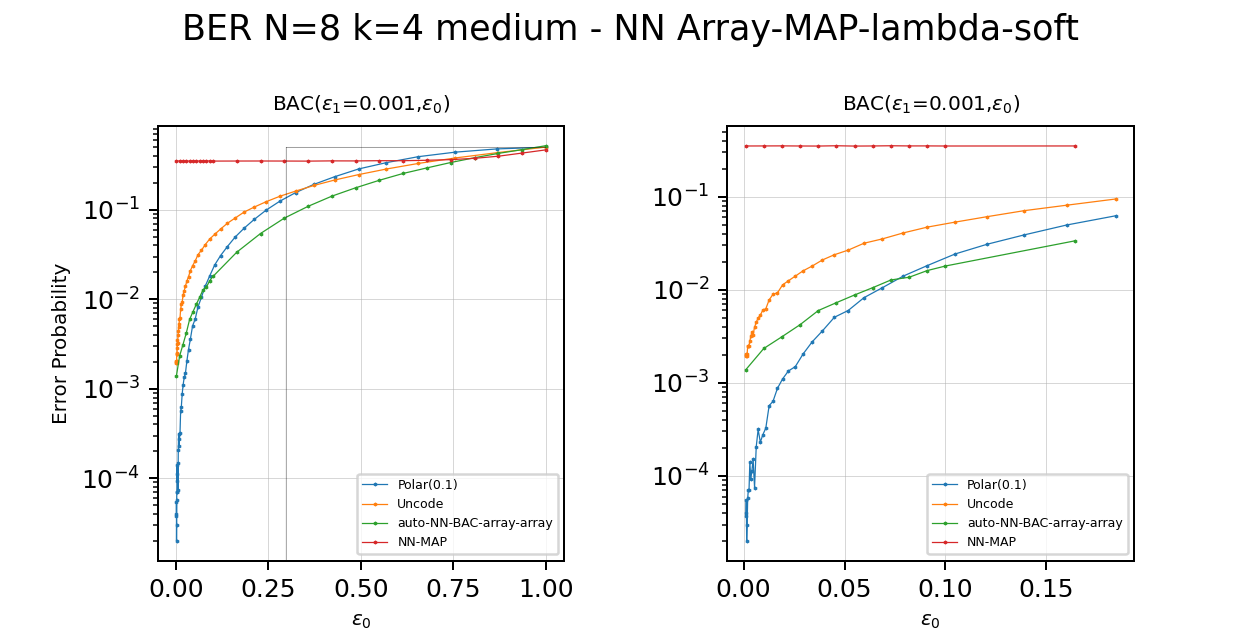 BER N=8 k=4 medium - NN Array-MAP-lambda-soft
BAC(ε₁=0.001,ε₀)
Error Probability
10⁻¹
10⁻²
10⁻³
10⁻⁴
Polar(0.1)
Uncode
auto-NN-BAC-array-array
NN-MAP
0.00 0.25 0.50 0.75 1.00
ε₀
BAC(ε₁=0.001,ε₀)
10⁻¹
10⁻²
10⁻³
10⁻⁴
Polar(0.1)
Uncode
auto-NN-BAC-array-array
NN-MAP
0.00 0.05 0.10 0.15
ε₀